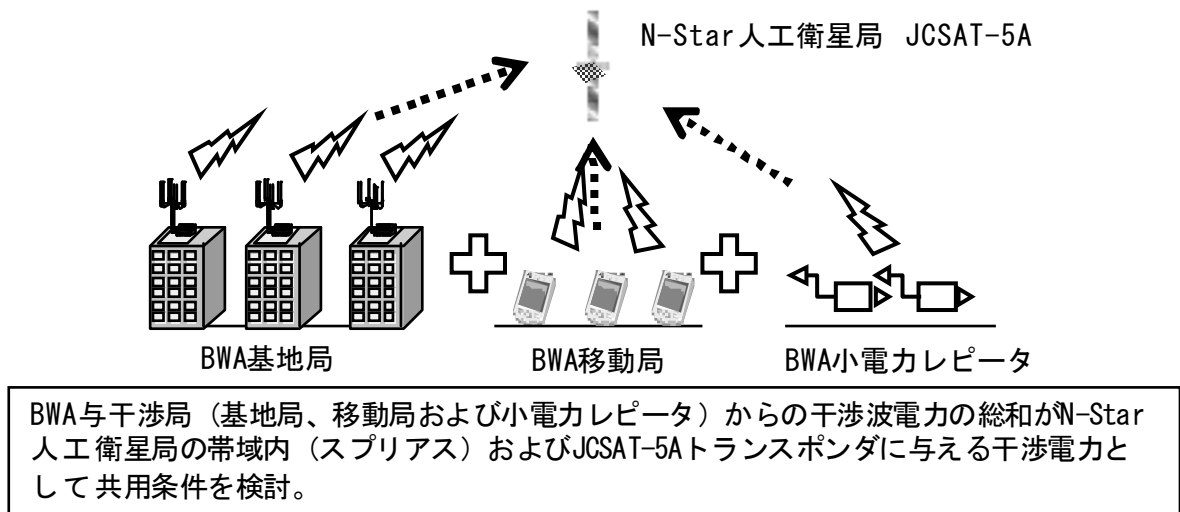 N-Star人工衛星局 JCSAT-5A
BWA基地局
BWA移動局
BWA小電力レピータ
BWA与干渉局（基地局、移動局および小電力レピータ）からの干渉波電力の総和がN-Star
人工衛星局の帯域内（スプリアス）およびJCSAT-5Aトランスポンダに与える干渉電力と
して共用条件を検討。